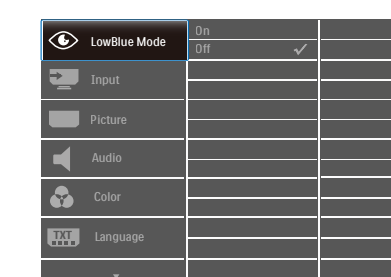 LowBlue Mode
On
Off
Input
Picture
Audio
Color
TXT
Language